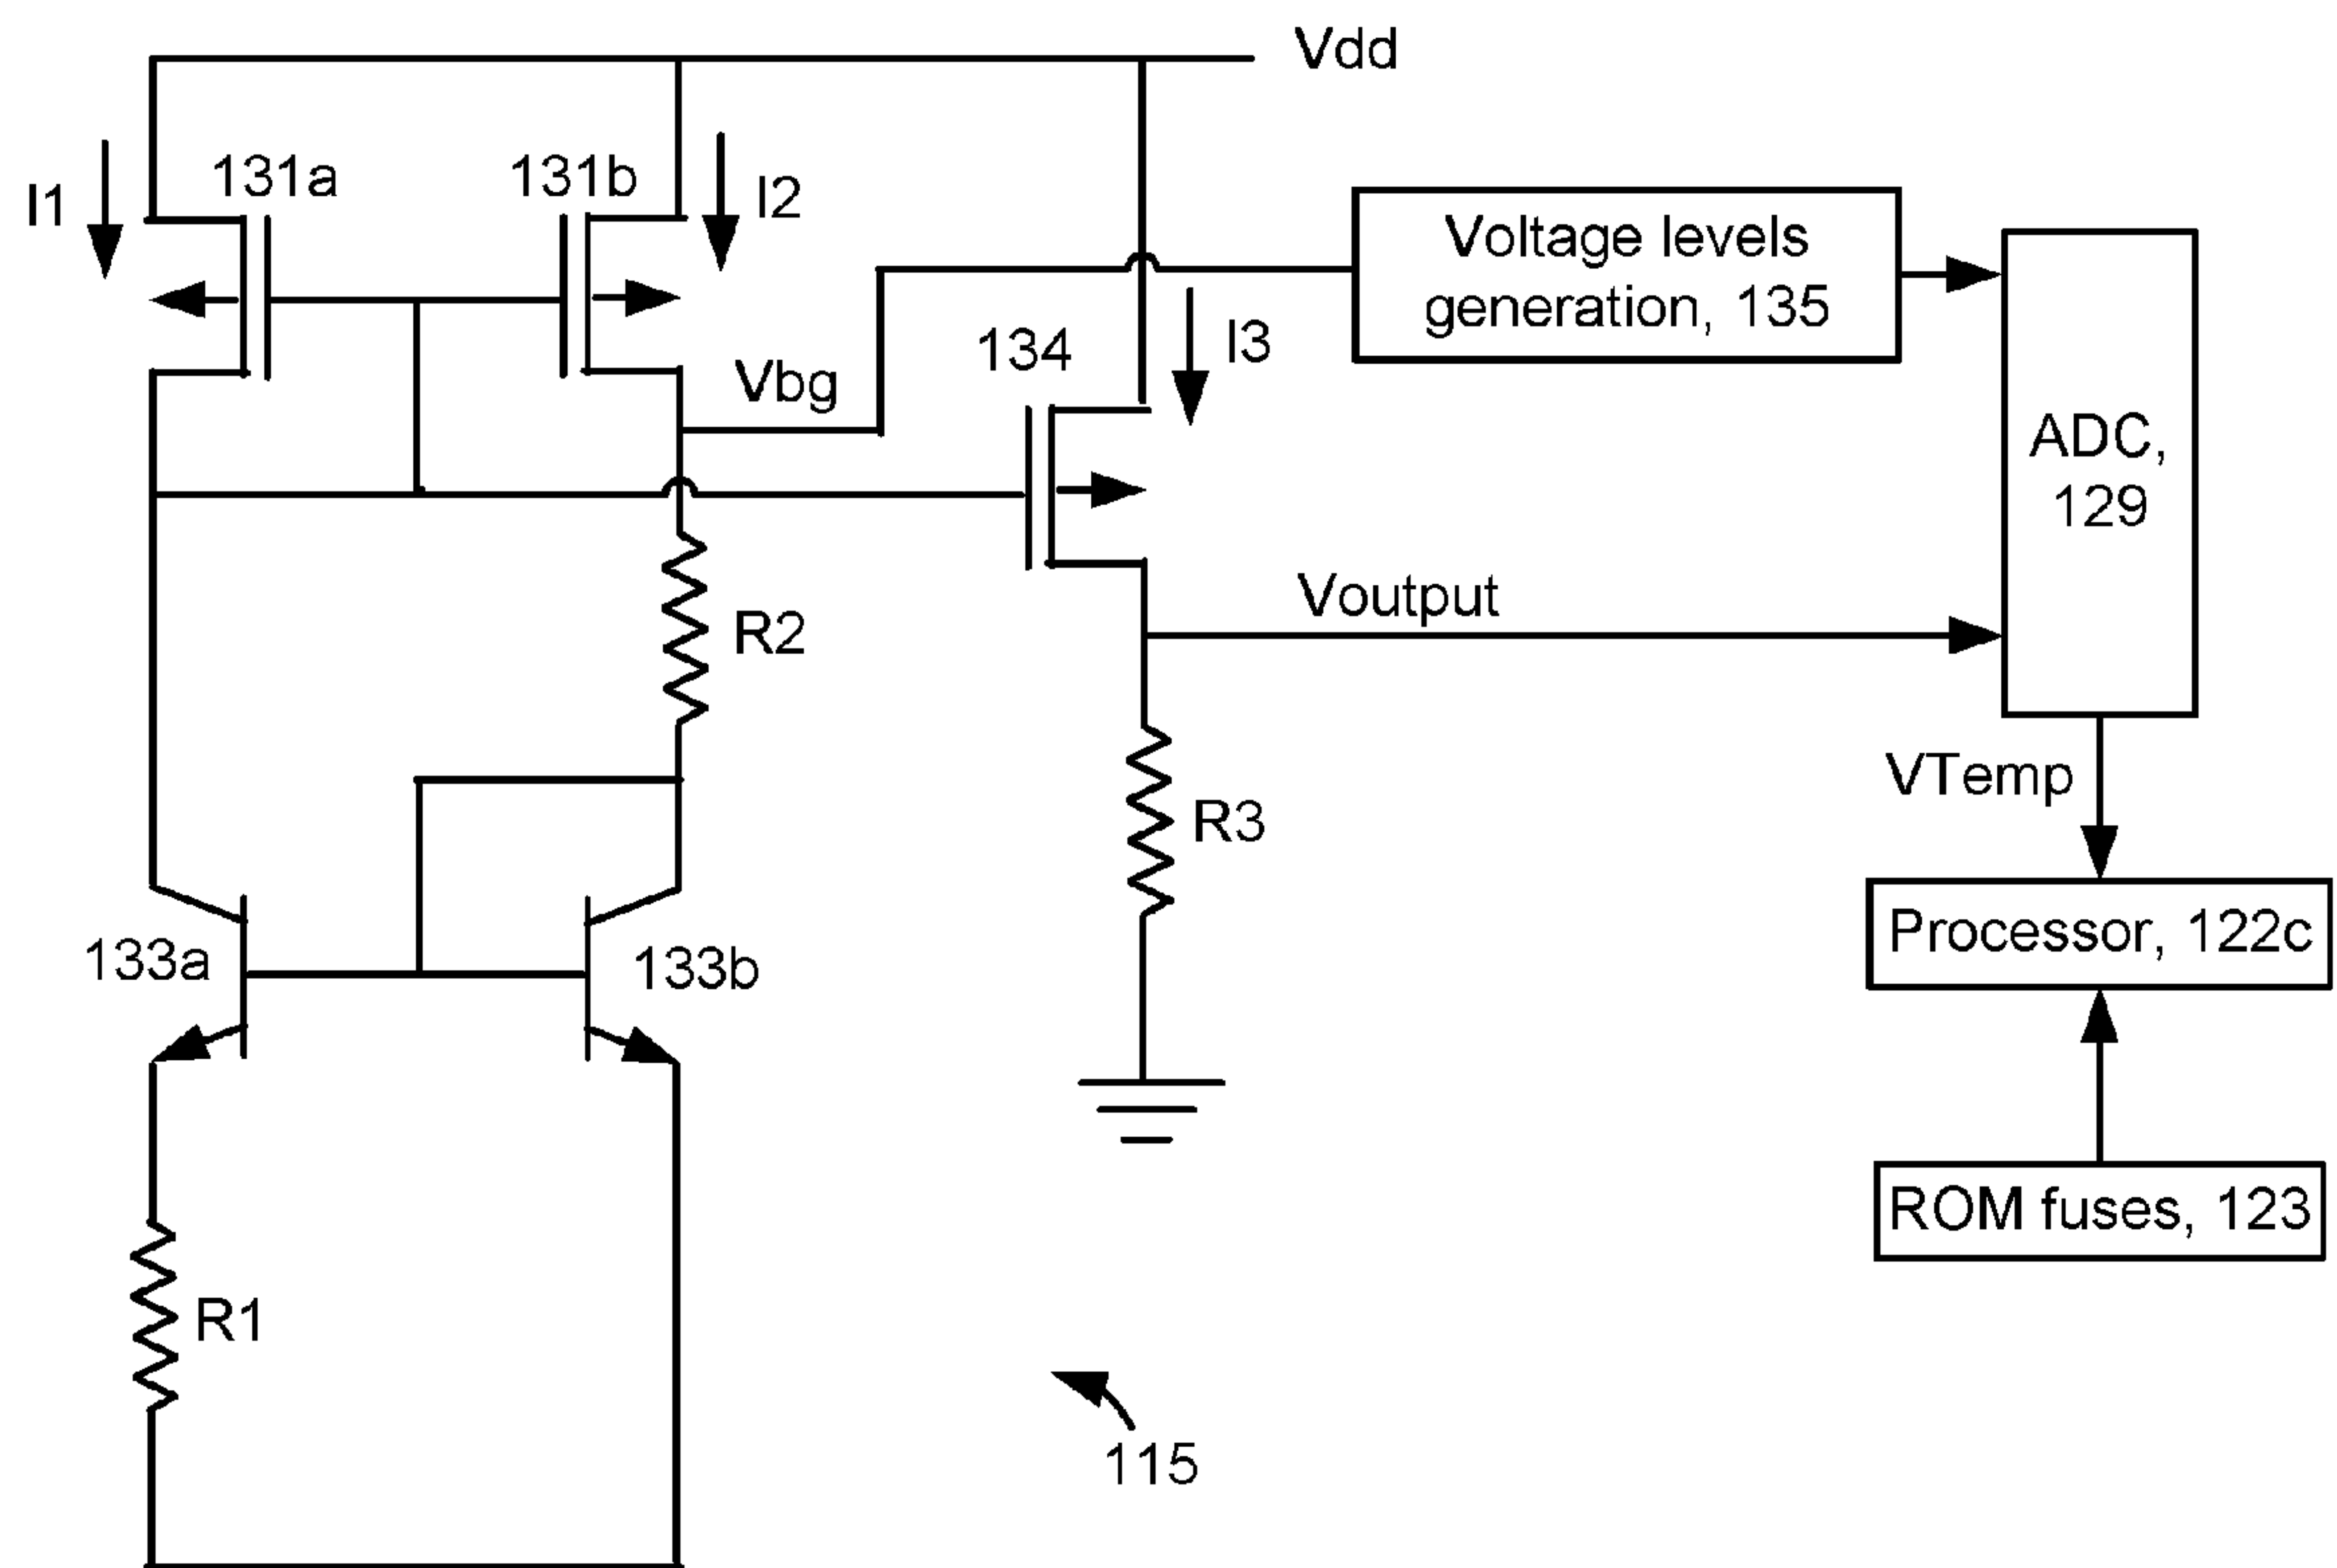 Vdd
I1
131a
131b
I2
Voltage levels
generation, 135
134
I3
Vbg
ADC,
129
Voutput
R2
VTemp
R3
133a
133b
Processor, 122c
ROM fuses, 123
R1
115